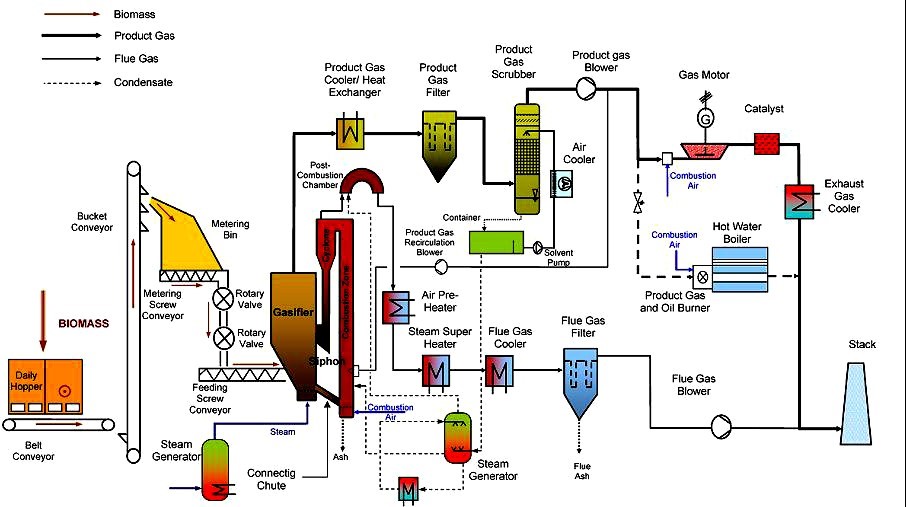 Biomass
Product Gas
Flue Gas
Condensate
Product Gas
Cooler/ Heat
Exchanger
Product
Gas
Filter
Product
Gas
Scrubber
Product gas
Blower
Gas Motor
G
Catalyst
Post-
Combustion
Chamber
Air
Cooler
Combustion
Air
Exhaust
Gas
Cooler
Bucket
Conveyor
Metering
Bin
Container
Product Gas
Recirculation
Blower
Solvent
Pump
Combustion
Air
Hot Water
Boiler
Product Gas
and Oil Burner
Cyclone
Combustion Zone
Metering
Screw
Conveyor
Rotary
Valve
Rotary
Valve
Gasifier
Siphon
Air Pre-
Heater
Steam Super
Heater
Flue Gas
Cooler
Flue Gas
Filter
BIOMASS
Daily
Hopper
Feeding
Screw
Conveyor
Belt
Conveyor
Flue Gas
Blower
Stack
Combustion
Air
Steam
Steam
Generator
Connectig
Chute
Ash
Steam
Generator
Flue
Ash